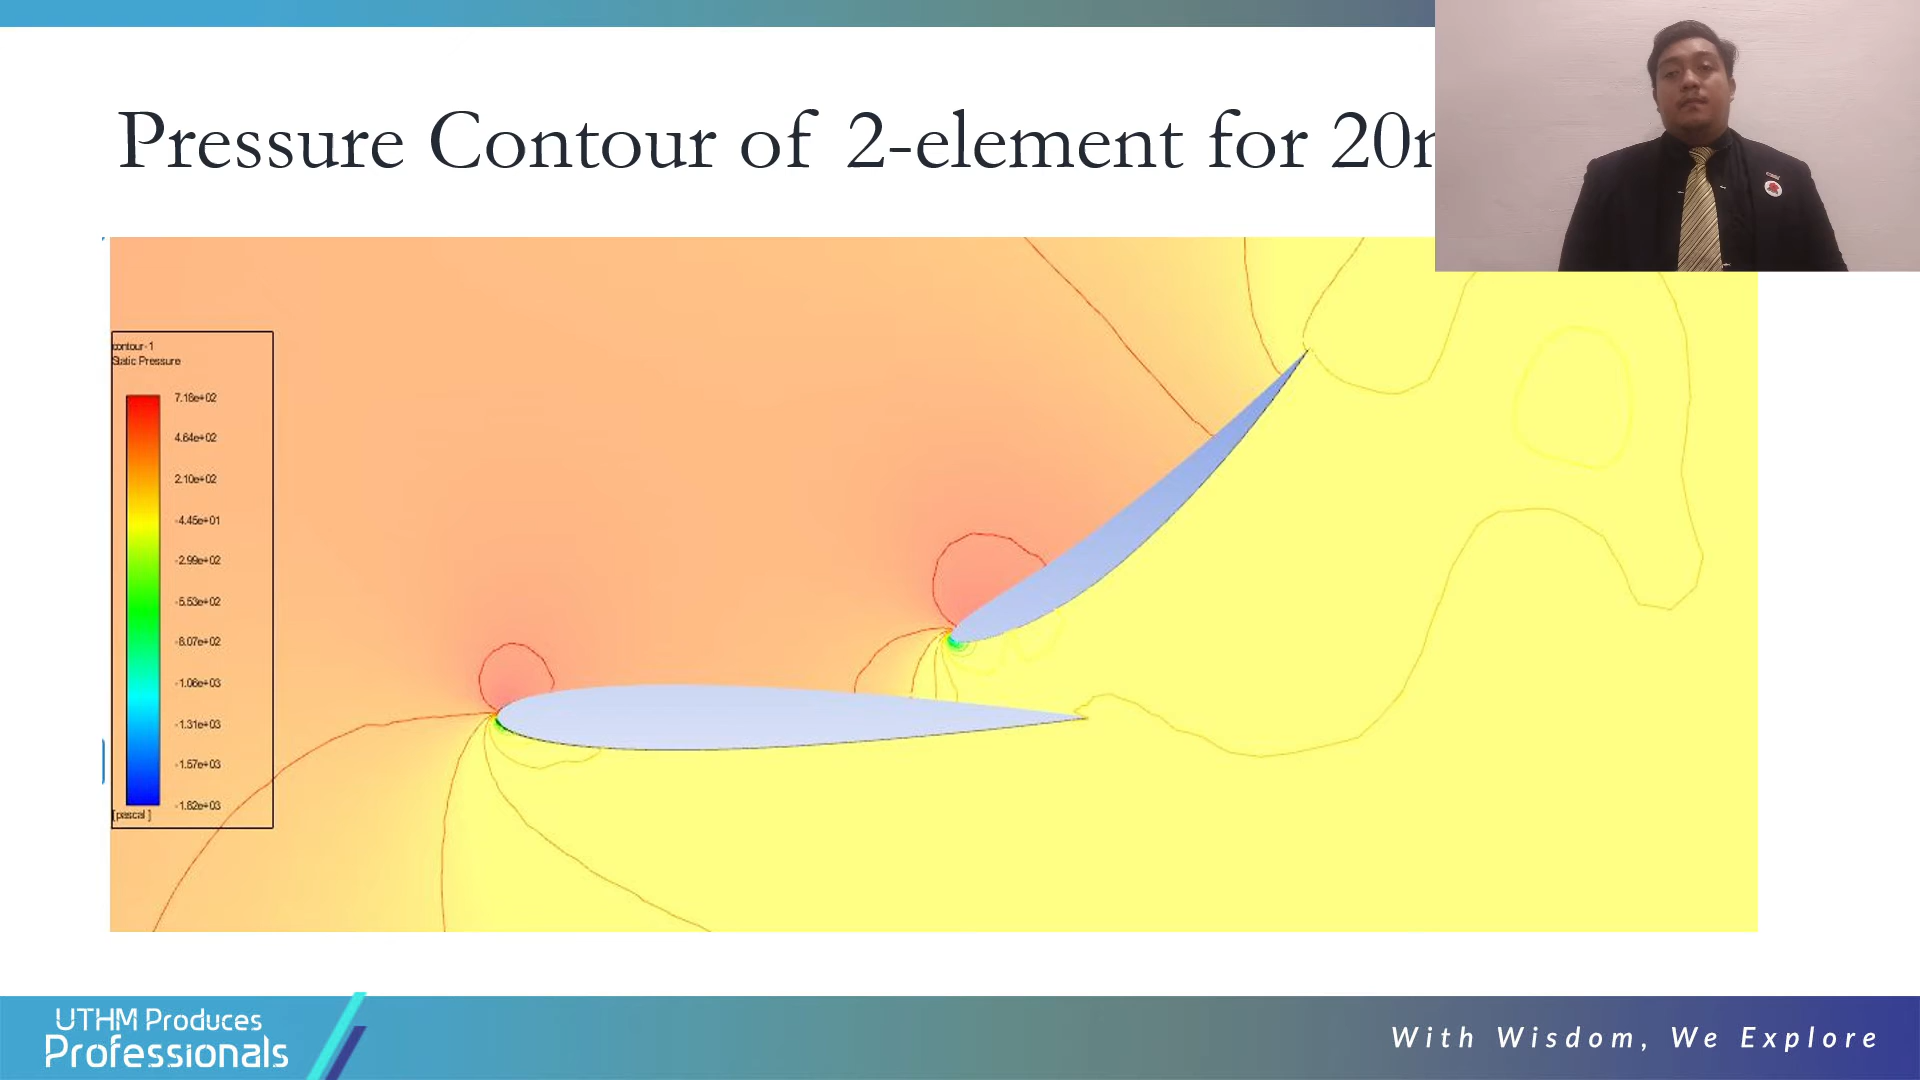 Pressure Contour of 2-element for 20
contour-1
Static Pressure
7.18e+02
4.64e+02
2.10e+02
-4.45e+01
-2.99e+02
-5.53e+02
-8.07e+02
-1.06e+03
-1.31e+03
-1.57e+03
-1.82e+03
[pascal ]
UTHM Produces
Professionals
With Wisdom, We Explore